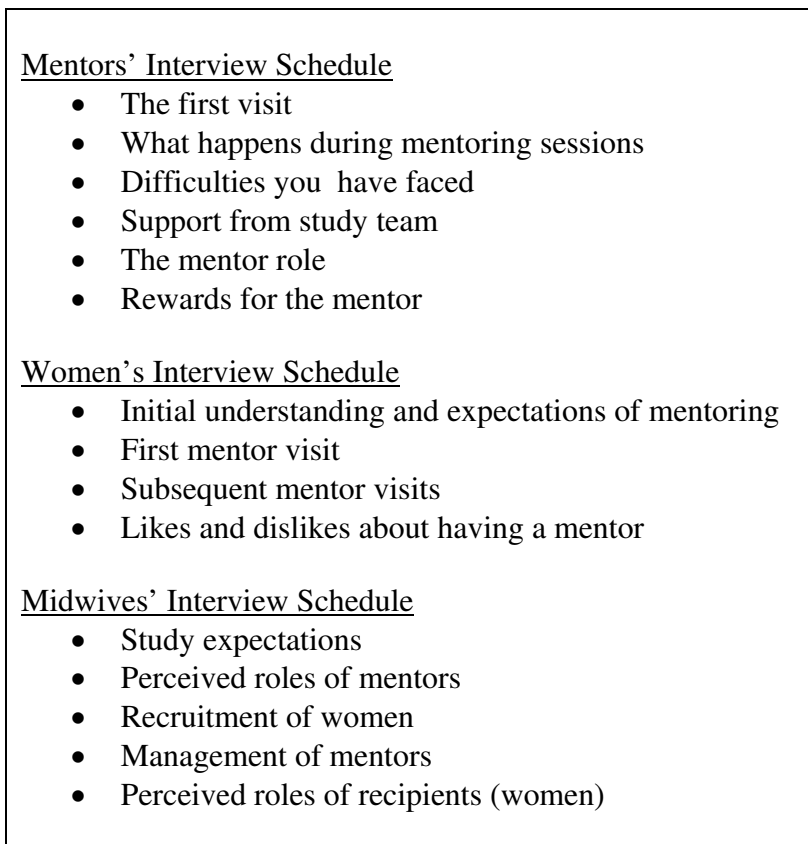 Mentors’ Interview Schedule
• The first visit
• What happens during mentoring sessions
• Difficulties you  have faced
• Support from study team
• The mentor role
• Rewards for the mentor
Women’s Interview Schedule
• Initial understanding and expectations of mentoring
• First mentor visit
• Subsequent mentor visits
• Likes and dislikes about having a mentor
Midwives’ Interview Schedule
• Study expectations
• Perceived roles of mentors
• Recruitment of women
• Management of mentors
• Perceived roles of recipients (women)